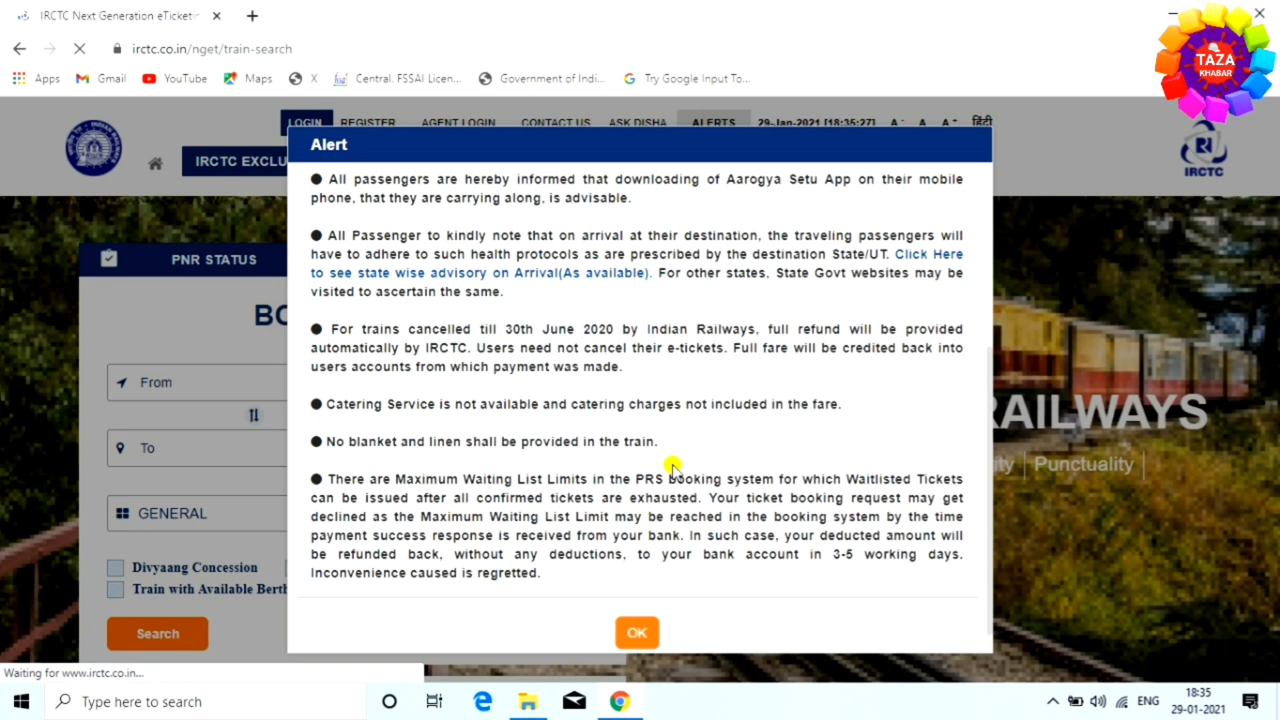 IRCTC Next Generation eTicket
irctc.co.in/nget/train-search
Apps Gmail YouTube Maps X Central. FSSAI Licen... Government of Indi... Try Google Input To...
TAZA
KHABAR
LOGIN REGISTER AGENT LOGIN CONTACT US ASK DISHA ALERTS 29-Jan-2021 [18:35:27] A- A A+ हिंदी
IRCTC EXCLU
IRCTC
Alert
● All passengers are hereby informed that downloading of Aarogya Setu App on their mobile
phone, that they are carrying along, is advisable.
● All Passenger to kindly note that on arrival at their destination, the traveling passengers will
have to adhere to such health protocols as are prescribed by the destination State/UT. Click Here
to see state wise advisory on Arrival(As available). For other states, State Govt websites may be
visited to ascertain the same.
● For trains cancelled till 30th June 2020 by Indian Railways, full refund will be provided
automatically by IRCTC. Users need not cancel their e-tickets. Full fare will be credited back into
users accounts from which payment was made.
● Catering Service is not available and catering charges not included in the fare.
● No blanket and linen shall be provided in the train.
● There are Maximum Waiting List Limits in the PRS booking system for which Waitlisted Tickets
can be issued after all confirmed tickets are exhausted. Your ticket booking request may get
declined as the Maximum Waiting List Limit may be reached in the booking system by the time
payment success response is received from your bank. In such case, your deducted amount will
be refunded back, without any deductions, to your bank account in 3-5 working days.
Inconvenience caused is regretted.
OK
PNR STATUS
BO
From
To
GENERAL
Divyaang Concession
Train with Available Berth
Search
RAILWAYS
ity Punctuality
Waiting for www.irctc.co.in...
Type here to search
ENG
18:35
29-01-2021